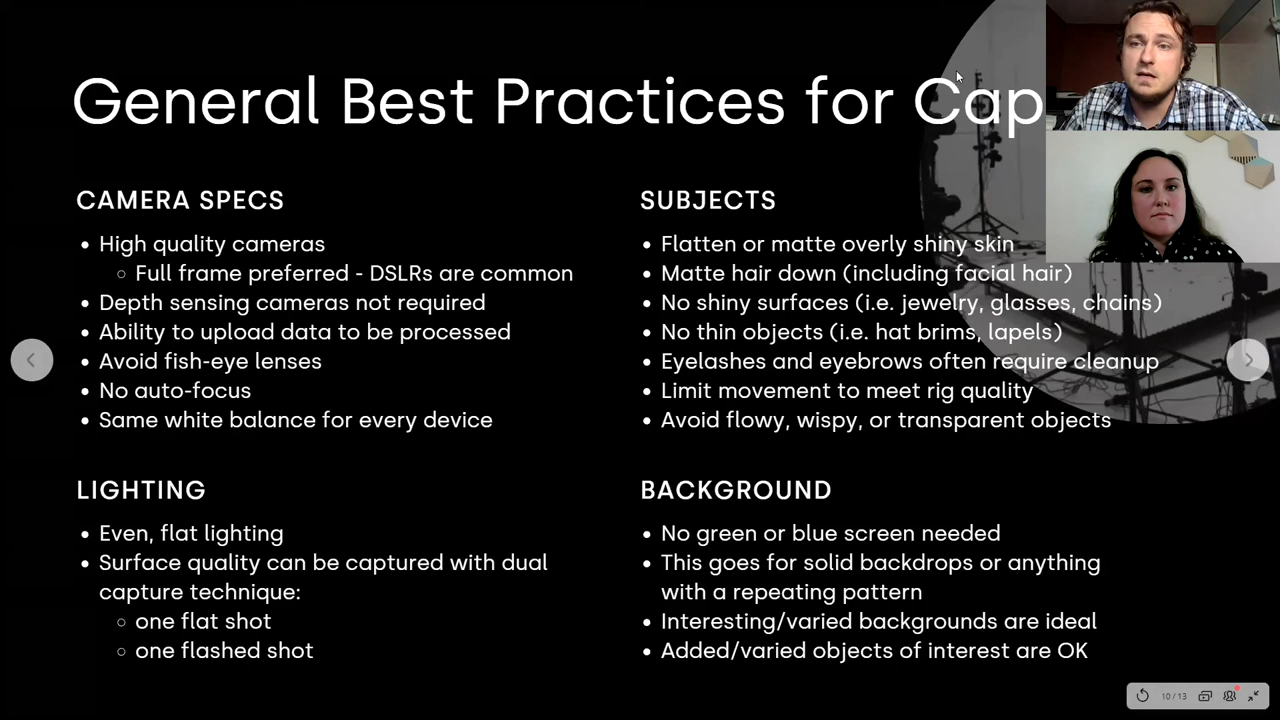 General Best Practices for Cap
CAMERA SPECS
• High quality cameras
○ Full frame preferred - DSLRs are common
• Depth sensing cameras not required
• Ability to upload data to be processed
• Avoid fish-eye lenses
• No auto-focus
• Same white balance for every device
SUBJECTS
• Flatten or matte overly shiny skin
• Matte hair down (including facial hair)
• No shiny surfaces (i.e. jewelry, glasses, chains)
• No thin objects (i.e. hat brims, lapels)
• Eyelashes and eyebrows often require cleanup
• Limit movement to meet rig quality
• Avoid flowy, wispy, or transparent objects
LIGHTING
• Even, flat lighting
• Surface quality can be captured with dual
capture technique:
○ one flat shot
○ one flashed shot
BACKGROUND
• No green or blue screen needed
• This goes for solid backdrops or anything
with a repeating pattern
• Interesting/varied backgrounds are ideal
• Added/varied objects of interest are OK
10 / 13